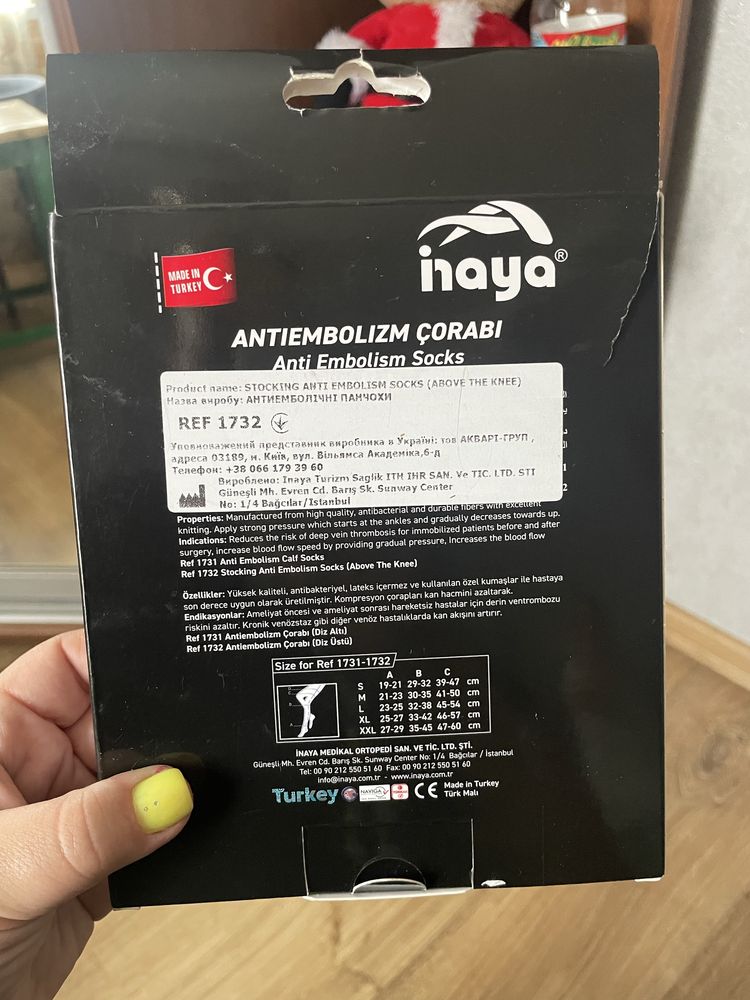 MADE IN
TURKEY
inaya®
ANTIEMBOLIZM ÇORABI
Anti Embolism Socks
Product name: STOCKING ANTI EMBOLISM SOCKS (ABOVE THE KNEE)
Назва виробу: АНТИЕМБОЛІЧНІ ПАНЧОХИ
REF 1732
Уповноважений представник виробника в Україні: тов АКВАРІ-ГРУП ,
адреса 03189, м. Київ, вул. Вільямса Академіка,6-д
Телефон: +38 066 179 39 60
Вироблено: Inaya Turizm Saglik ITH IHR SAN. Ve TIC. LTD. STI
Güneşli Mh. Evren Cd. Barış Sk. Sunway Center
No: 1/4 Bağcılar/Istanbul
Properties: Manufactured from high quality, antibacterial and durable fibers with excellent
knitting. Apply strong pressure which starts at the ankles and gradually decreases towards up.
Indications: Reduces the risk of deep vein thrombosis for immobilized patients before and after
surgery, increase blood flow speed by providing gradual pressure, Increases the blood flow
Ref 1731 Anti Embolism Calf Socks
Ref 1732 Stocking Anti Embolism Socks (Above The Knee)
Özellikler: Yüksek kaliteli, antibakteriyel, lateks içermez ve kullanılan özel kumaşlar ile hastaya
son derece uygun olarak üretilmiştir. Kompresyon çorapları kan hacmini azaltarak.
Endikasyonlar: Ameliyat öncesi ve ameliyat sonrası hareketsiz hastalar için derin ventrombozu
riskini azaltır. Kronik venözstaz gibi diğer venöz hastalıklarda kan akışını artırır.
Ref 1731 Antiembolizm Çorabı (Diz Altı)
Ref 1732 Antiembolizm Çorabı (Diz Üstü)
Size for Ref 1731-1732
A B C
S 19-21 29-32 39-47 cm
M 21-23 30-35 41-50 cm
L 23-25 32-38 45-54 cm
XL 25-27 33-42 46-57 cm
XXL 27-29 35-45 47-60 cm
İNAYA MEDİKAL ORTOPEDİ SAN. VE TİC. LTD. ŞTİ.
Güneşli Mh. Evren Cd. Barış Sk. Sunway Center No: 1/4 Bağcılar / İstanbul
Tel: 00 90 212 550 51 60 Fax: 00 90 212 550 51 60
info@inaya.com.tr - www.inaya.com.tr
Turkey
NAVIGA
CE
Made in Turkey
Türk Malı
inaya